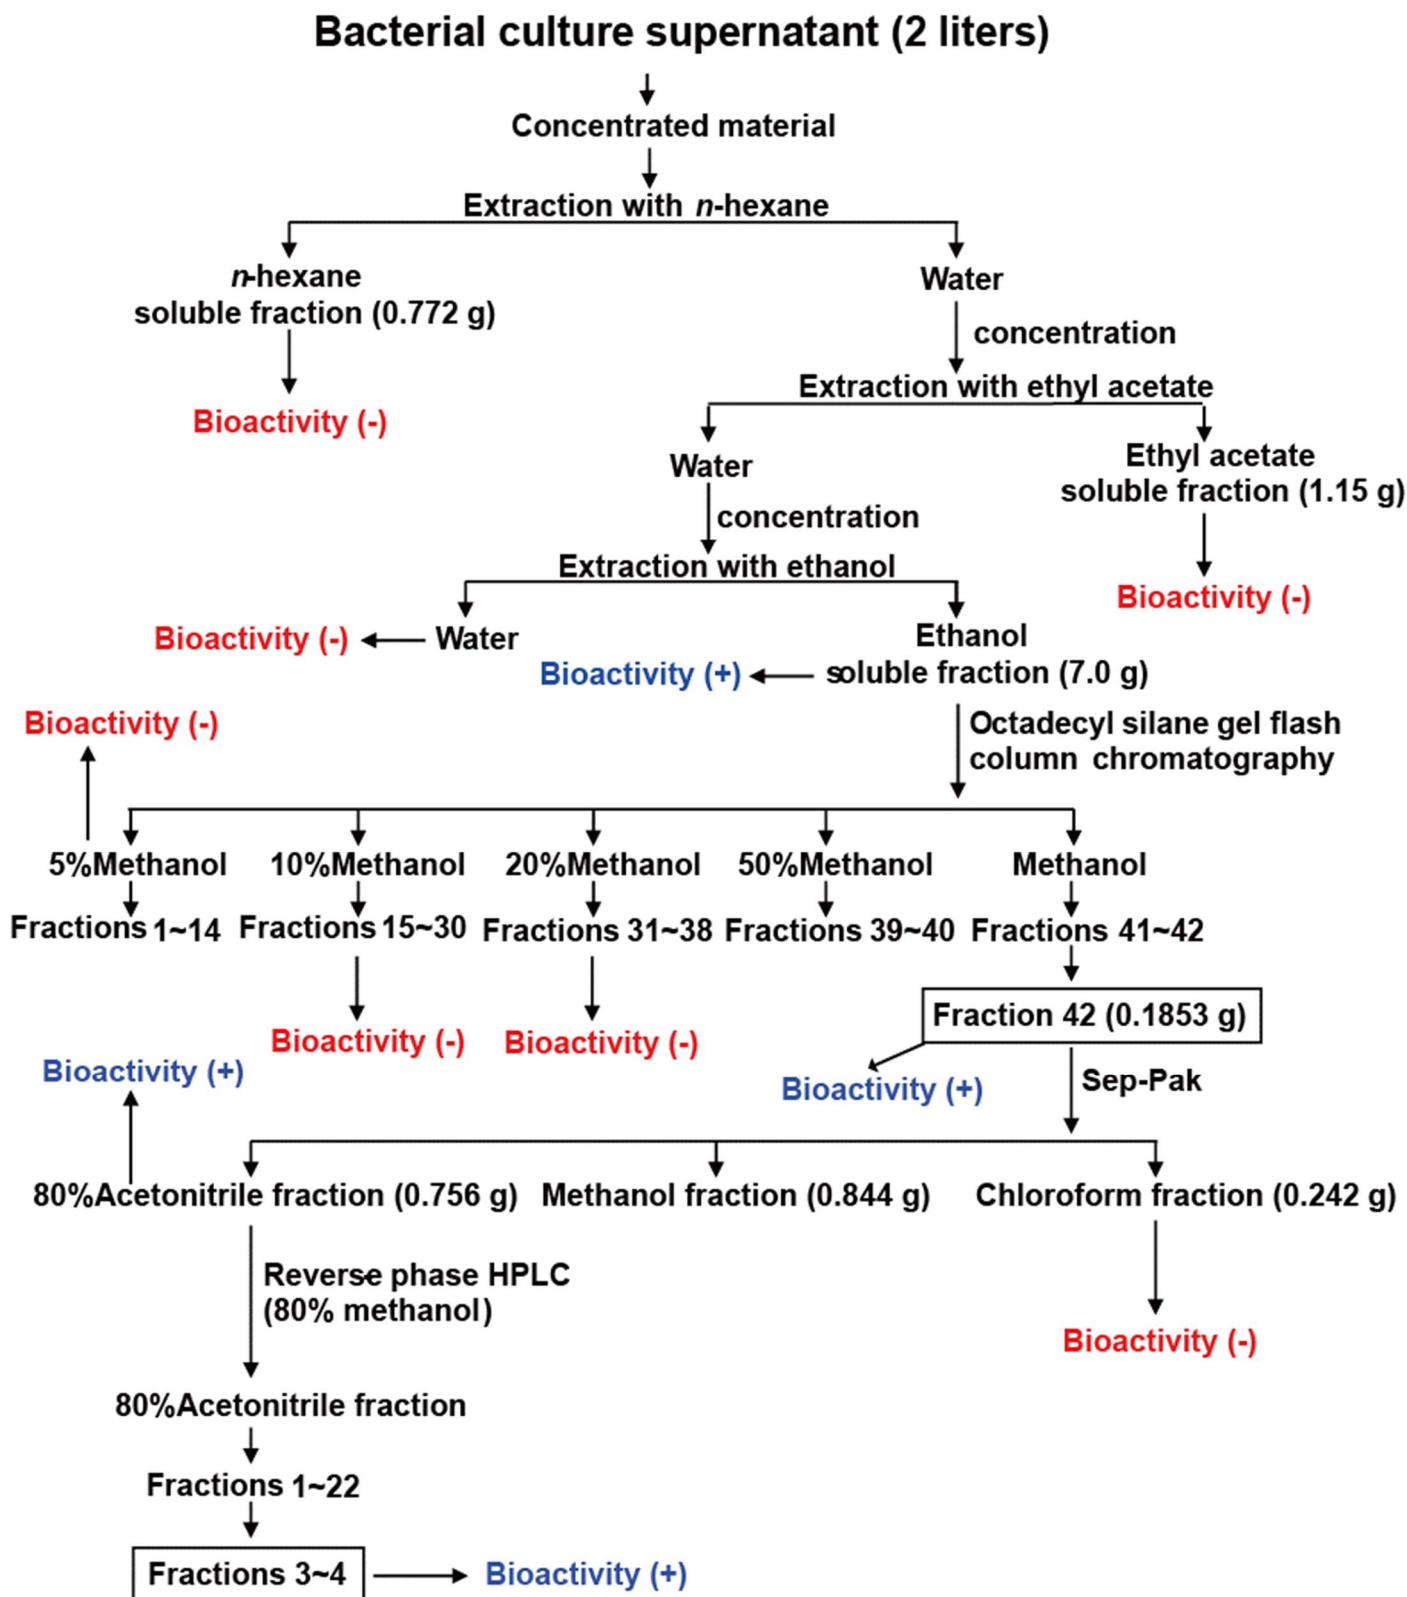 Bacterial culture supernatant (2 liters)
Concentrated material
Extraction with n-hexane
n-hexane
soluble fraction (0.772 g)
Water
concentration
Bioactivity (-)
Extraction with ethyl acetate
Water
Ethyl acetate
soluble fraction (1.15 g)
concentration
Extraction with ethanol
Bioactivity (-)
Bioactivity (-)
Water
Ethanol
soluble fraction (7.0 g)
Bioactivity (+)
Octadecyl silane gel flash
column chromatography
Bioactivity (-)
5%Methanol
10%Methanol
20%Methanol
50%Methanol
Methanol
Fractions 1~14
Fractions 15~30
Fractions 31~38
Fractions 39~40
Fractions 41~42
Fraction 42 (0.1853 g)
Bioactivity (-)
Bioactivity (-)
Bioactivity (+)
Bioactivity (+)
Sep-Pak
80%Acetonitrile fraction (0.756 g)
Methanol fraction (0.844 g)
Chloroform fraction (0.242 g)
Reverse phase HPLC
(80% methanol)
Bioactivity (-)
80%Acetonitrile fraction
Fractions 1~22
Fractions 3~4
Bioactivity (+)